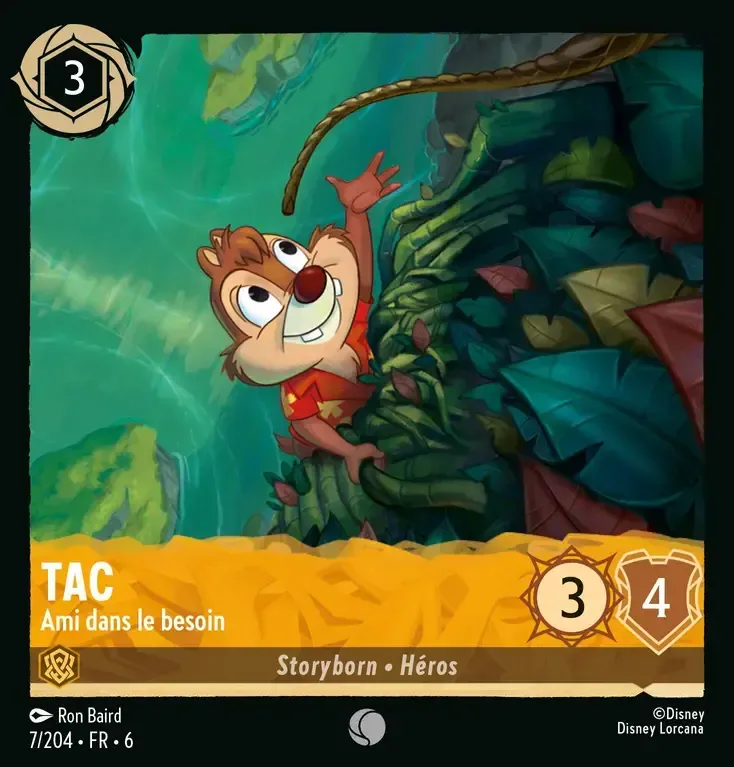 3
TAC
Ami dans le besoin
3
4
Storyborn • Héros
Ron Baird
7/204 • FR • 6
©Disney
Disney Lorcana